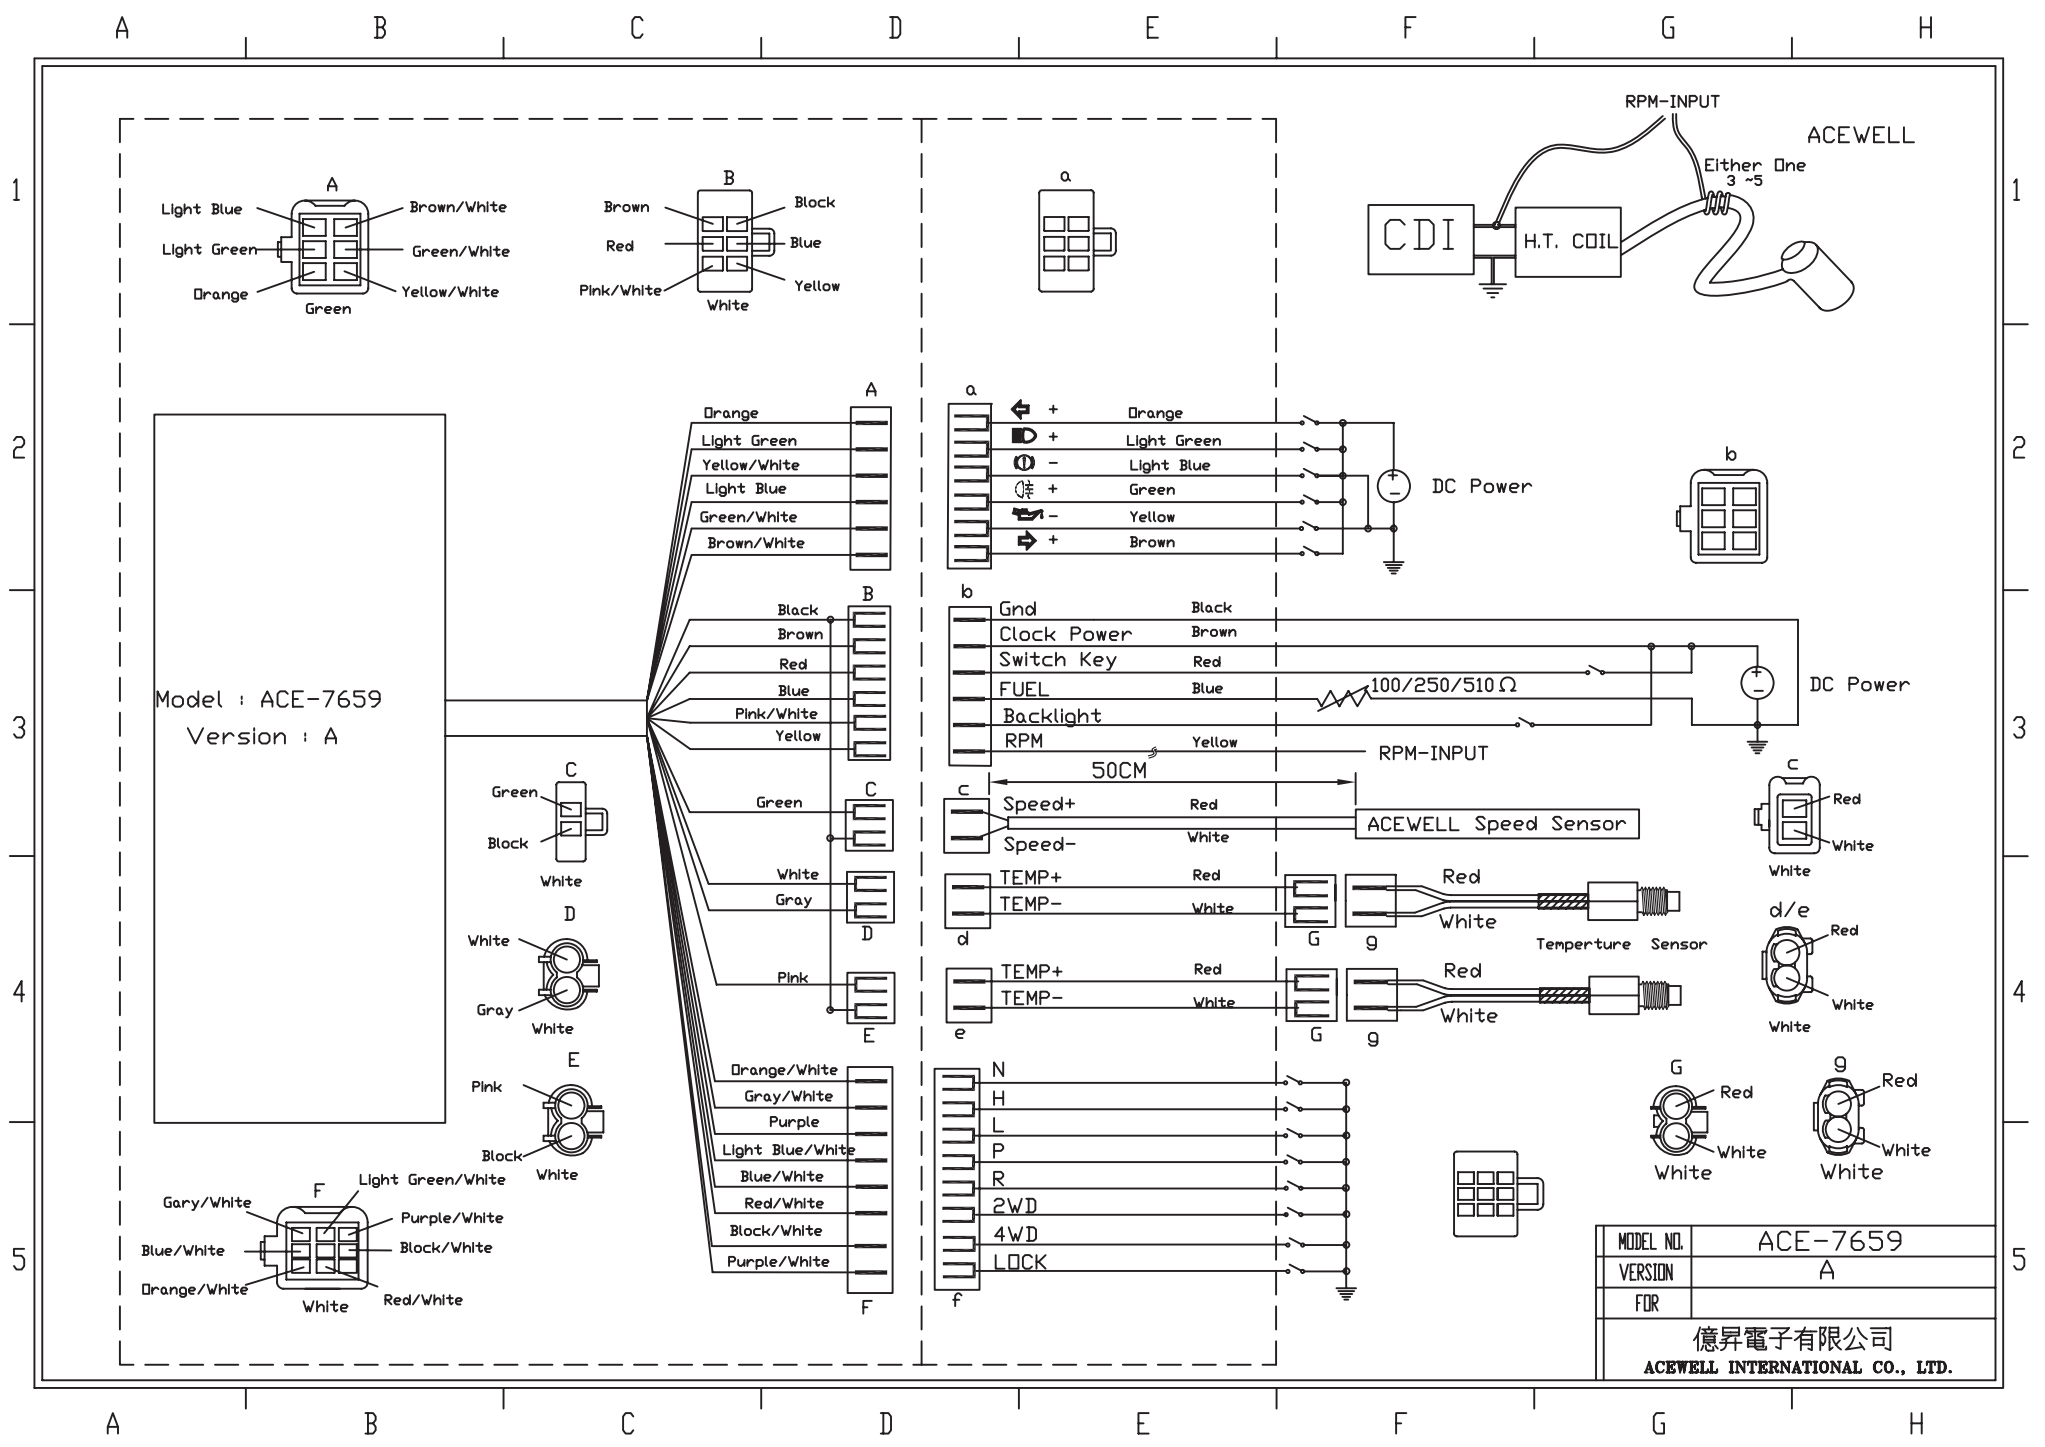 A B C D E F G H
1 1
2 2
3 3
4 4
5 5
RPM-INPUT
ACEWELL
Either One
3 ~5
CDI
H.T. COIL
A
Light Blue
Brown/White
Light Green
Green/White
Orange
Yellow/White
Green
B
Brown
Block
Red
Blue
Pink/White
Yellow
White
a
A
Orange
Light Green
Yellow/White
Light Blue
Green/White
Brown/White
a
+ Orange
+ Light Green
- Light Blue
+ Green
- Yellow
+ Brown
+
-
DC Power
b
Model : ACE-7659
Version : A
B
Black
Brown
Red
Blue
Pink/White
Yellow
b
Gnd Black
Clock Power Brown
Switch Key Red
FUEL Blue
100/250/510Ω
Backlight
RPM Yellow
RPM-INPUT
+
-
DC Power
50CM
C
Green
Block
White
C
Green
c
Speed+ Red
Speed- White
ACEWELL Speed Sensor
c
Red
White
White
D
White
Gray
White
White
Gray
D
TEMP+ Red
TEMP- White
d
G
g
Red
White
Temperture Sensor
d/e
Red
White
White
E
Pink
Block
White
Pink
E
TEMP+ Red
TEMP- White
e
G
g
Red
White
G
Red
White
White
g
Red
White
White
Orange/White
Gray/White
Purple
Light Blue/White
Blue/White
Red/White
Block/White
Purple/White
F
N
H
L
P
R
2WD
4WD
LOCK
f
F
Light Green/White
Gary/White
Purple/White
Blue/White
Block/White
Orange/White
Red/White
White
MODEL NO. ACE-7659
VERSION A
FOR
億昇電子有限公司
ACEWELL INTERNATIONAL CO., LTD.
A B C D E F G H